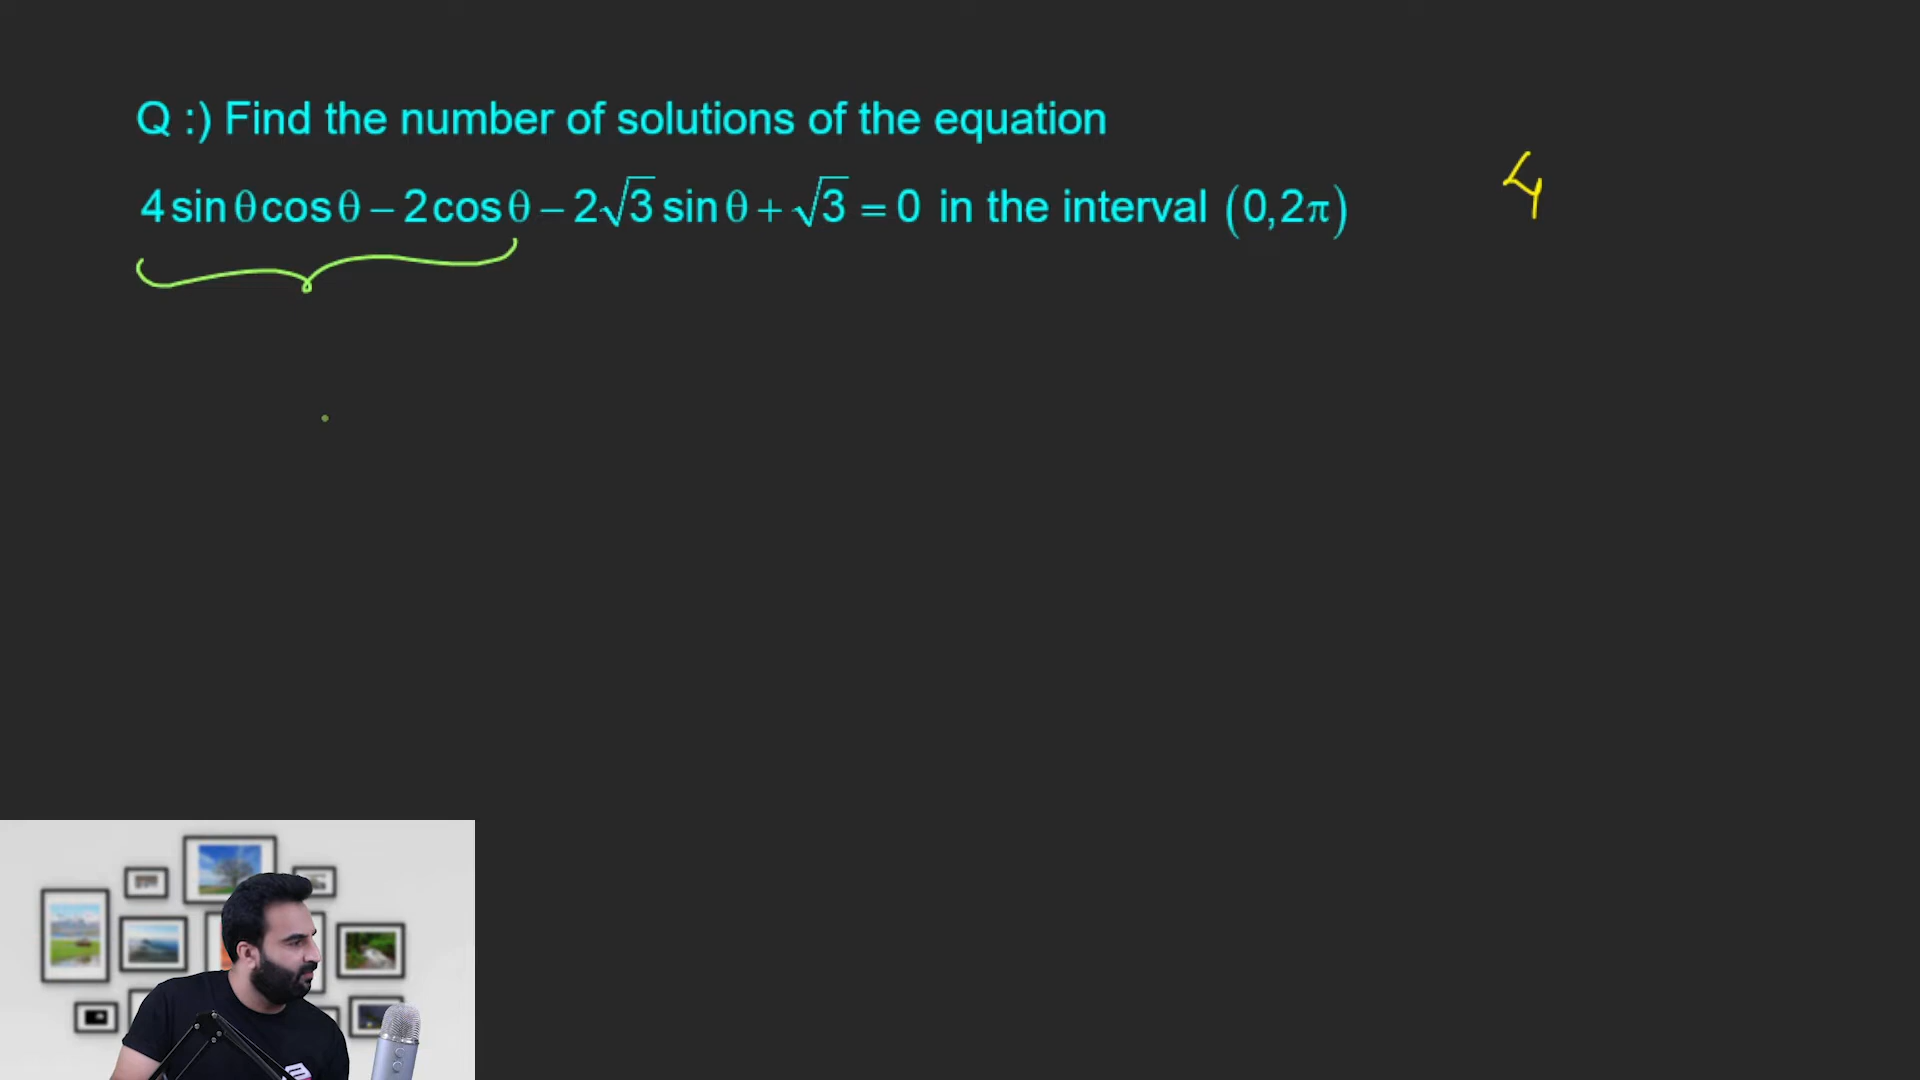 Q :) Find the number of solutions of the equation
4 sin θ cos θ – 2 cos θ – 2√3 sin θ + √3 = 0 in the interval (0, 2π)
4